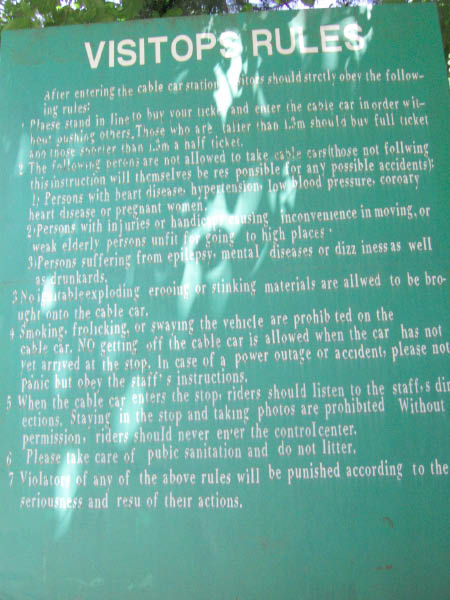 VISITOPS RULES
After entering the cable car station visitors should strctly obey the follow-
ing rules:
1 Plaese stand in line to buy your ticke and enter the cable car in order wit-
hout pushing others. Those who are taller than 1.3m should buy full ticket
and those shorter than 1.3m a half ticket.
2 The following persons are not allowed to take cable cars(those not follwing
this instruction will themselves be res ponsible for any possible accidents):
1) Persons with heart disease, hypertension, low blood pressure, coroary
heart disease or pregnant women.
2)Persons with injuries or handicap causing inconvenience in moving, or
weak elderly persons unfit for going to high places.
3)Persons suffering from epilepsy, mental diseases or dizz iness as well
as drunkards.
3 No ignitable exploding erooing or stinking materials are allwed to be bro-
ught onto the cable car.
4 Smoking, frolicking, or swaying the vehicle are prohib ted on the
cable car. NO getting off the cable car is allowed when the car has not
yet arrived at the stop. In case of a power outage or accident, please not
panic but obey the staff's instructions.
5 When the cable car enters the stop, riders should listen to the staff,s dir
ections. Staying in the stop and taking photos are prohibited Without
permission, riders should never enver the control center.
6 Please take care of pubic sanitation and do not litter.
7 Violators of any of the above rules will be punished according to the
seriousness and resu of their actions.